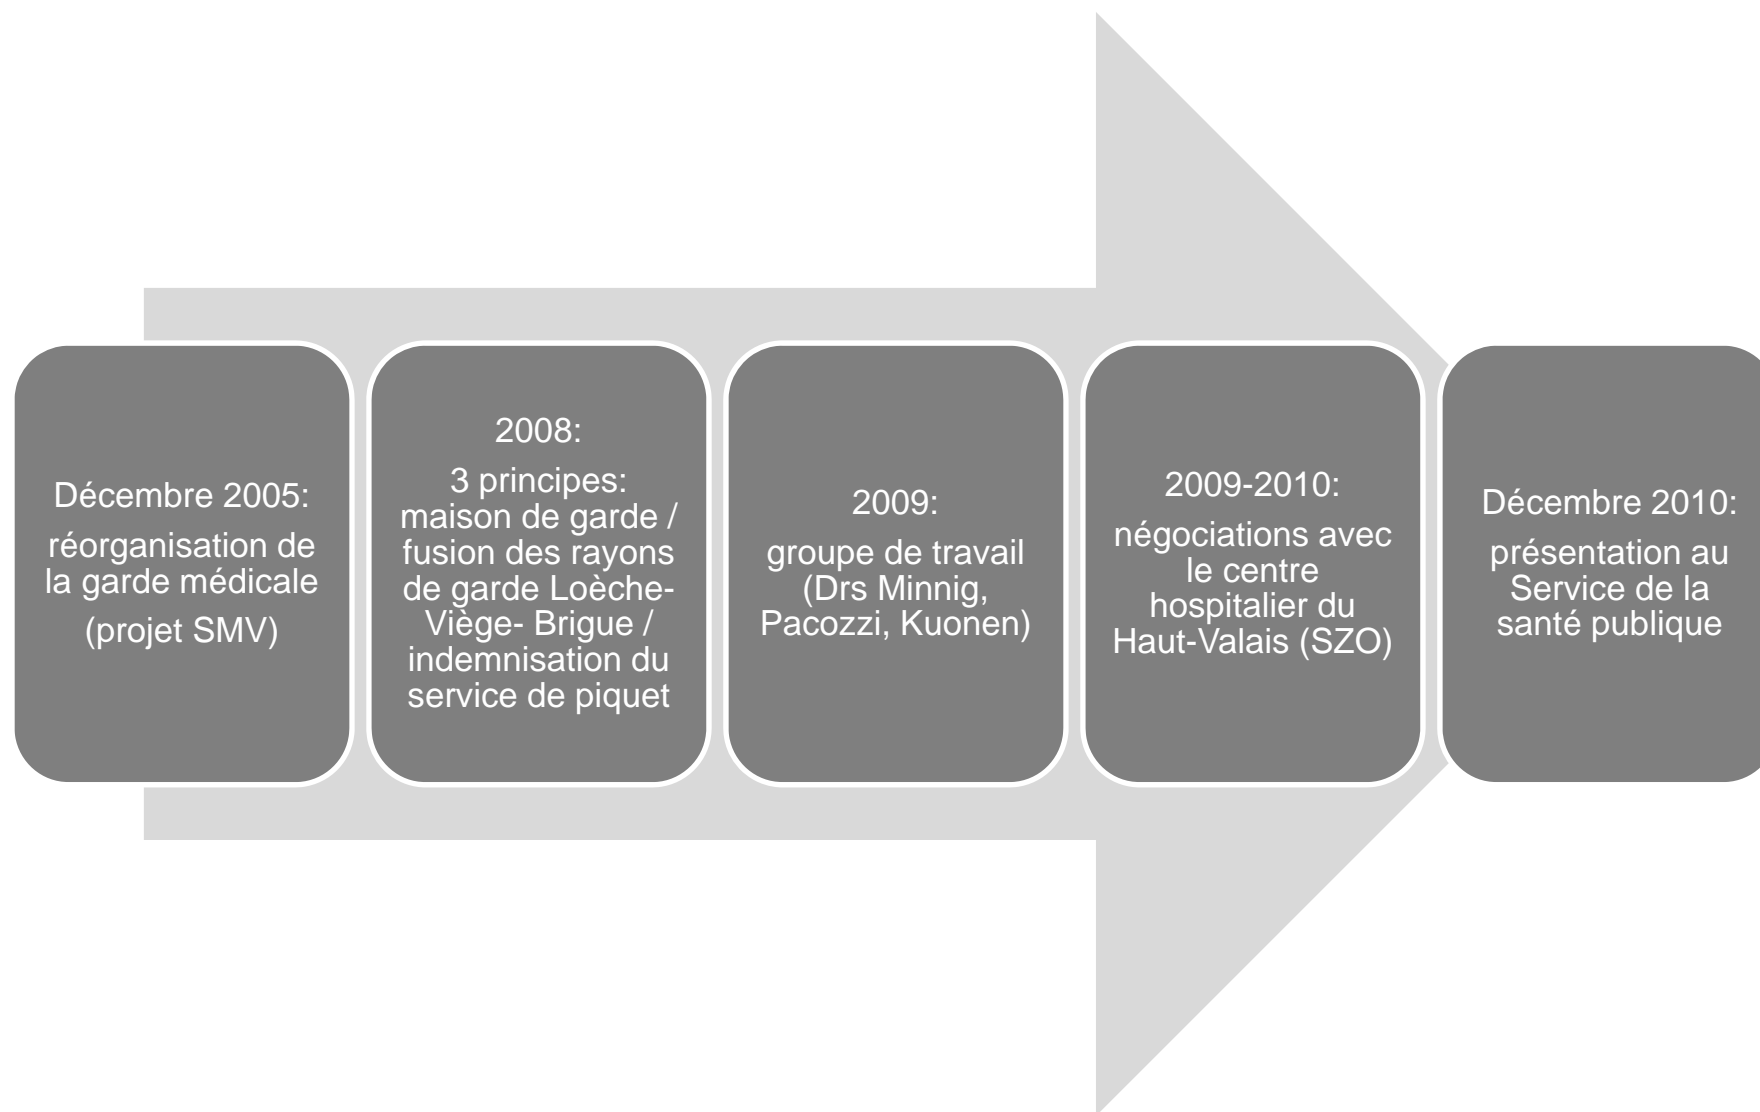 Décembre 2005:
réorganisation de
la garde médicale
(projet SMV)
2008:
3 principes:
maison de garde /
fusion des rayons
de garde Loèche-
Viège- Brigue /
indemnisation du
service de piquet
2009:
groupe de travail
(Drs Minnig,
Pacozzi, Kuonen)
2009-2010:
négociations avec
le centre
hospitalier du
Haut-Valais (SZO)
Décembre 2010:
présentation au
Service de la
santé publique